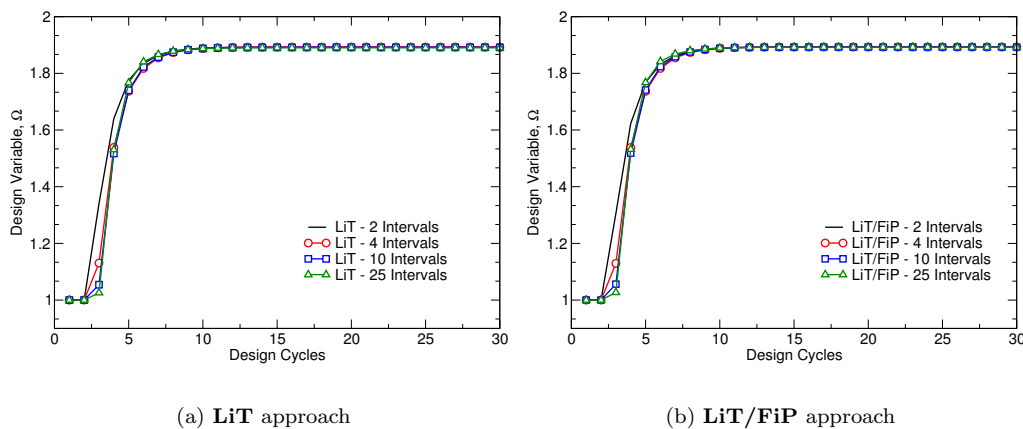 2
1.8
1.6
1.4
1.2
1
Design Variable, Ω
LiT - 2 Intervals
LiT - 4 Intervals
LiT - 10 Intervals
LiT - 25 Intervals
0 5 10 15 20 25 30
Design Cycles
(a) LiT approach
2
1.8
1.6
1.4
1.2
1
Design Variable, Ω
LiT/FiP - 2 Intervals
LiT/FiP - 4 Intervals
LiT/FiP - 10 Intervals
LiT/FiP - 25 Intervals
0 5 10 15 20 25 30
Design Cycles
(b) LiT/FiP approach